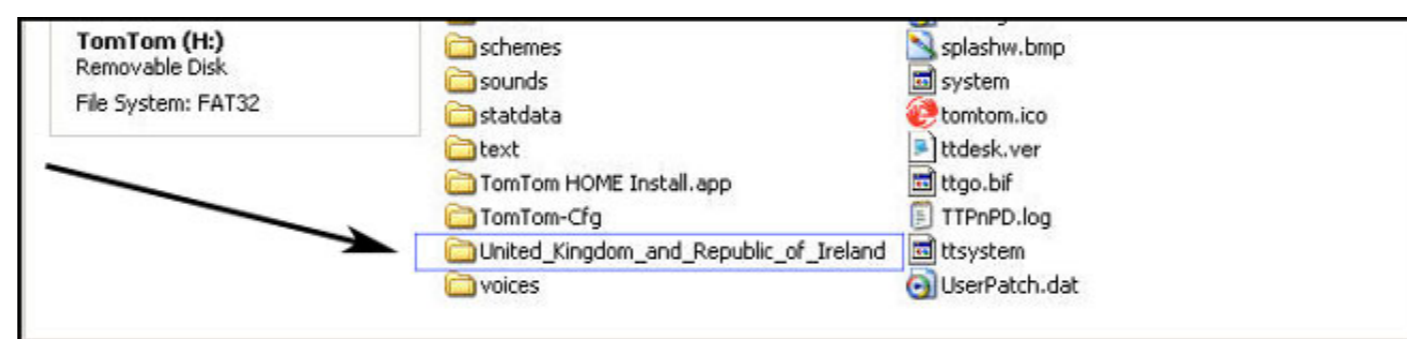 TomTom (H:)
Removable Disk
File System: FAT32
schemes
sounds
statdata
text
TomTom HOME Install.app
TomTom-Cfg
United_Kingdom_and_Republic_of_Ireland
voices
splashw.bmp
system
tomtom.ico
ttdesk.ver
ttgo.bif
TTPnPD.log
ttsystem
UserPatch.dat